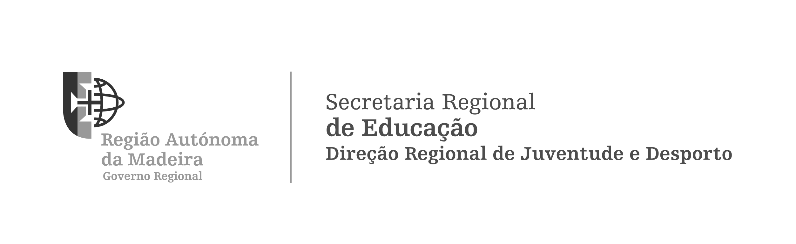 Região Autónoma
da Madeira
Governo Regional
Secretaria Regional
de Educação
Direção Regional de Juventude e Desporto